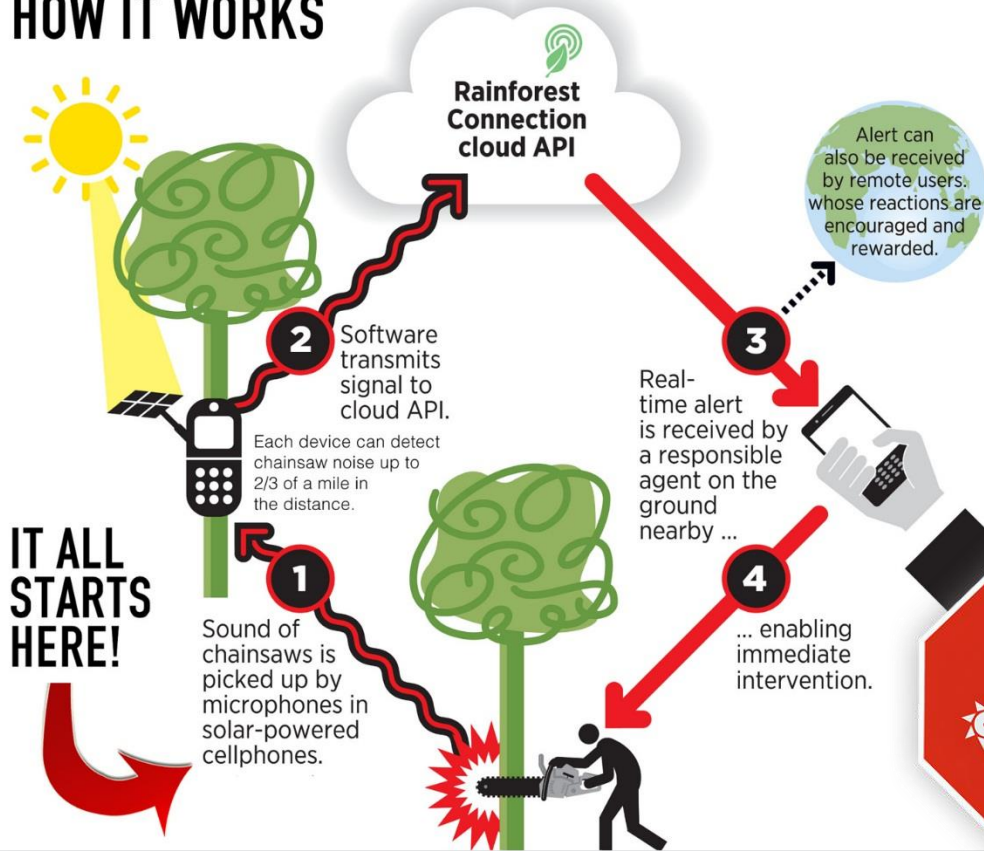 HOW IT WORKS
Rainforest
Connection
cloud API
Alert can
also be received
by remote users.
whose reactions are
encouraged and
rewarded.
2
Software
transmits
signal to
cloud API.
Each device can detect
chainsaw noise up to
2/3 of a mile in
the distance.
3
Real-
time alert
is received by
a responsible
agent on the
ground
nearby ...
IT ALL
STARTS
HERE!
1
Sound of
chainsaws is
picked up by
microphones in
solar-powered
cellphones.
4
... enabling
immediate
intervention.